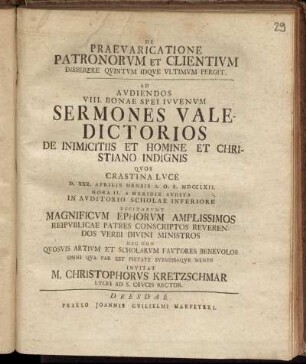 29
DE
PRAEVARICATIONE
PATRONORVM ET CLIENTIVM
DISSERERE QVINTVM IDQVE VLTIMVM PERGIT.
AD
AVDIENDOS
VIII. BONAE SPEI IVVENVM
SERMONES VALE-
DICTORIOS
DE INIMICITIIS ET HOMINE ET CHRI-
STIANO INDIGNIS
QVOS
CRASTINA LVCE
D. XXX. APRILIS MENSIS A. O. R. MDCCLXII.
HORA II. A MERIDIE AVDITA
IN AVDITORIO SCHOLAE INFERIORE
RECITABVNT
MAGNIFICVM EPHORVM AMPLISSIMOS
REIPVBLICAE PATRES CONSCRIPTOS REVEREN-
DOS VERBI DIVINI MINISTROS
NEC NON
QVOSVIS ARTIVM ET SCHOLARVM FAVTORES BENEVOLOS
OMNI QVA PAR EST PIETATE SVBMISSAQVE MENTE
INVITAT
M. CHRISTOPHORVS KRETZSCHMAR
LYCEI AD S. CRVCIS RECTOR.
DRESDAE
PRAELO IOANNIS GVILIELMI HARPETERI.